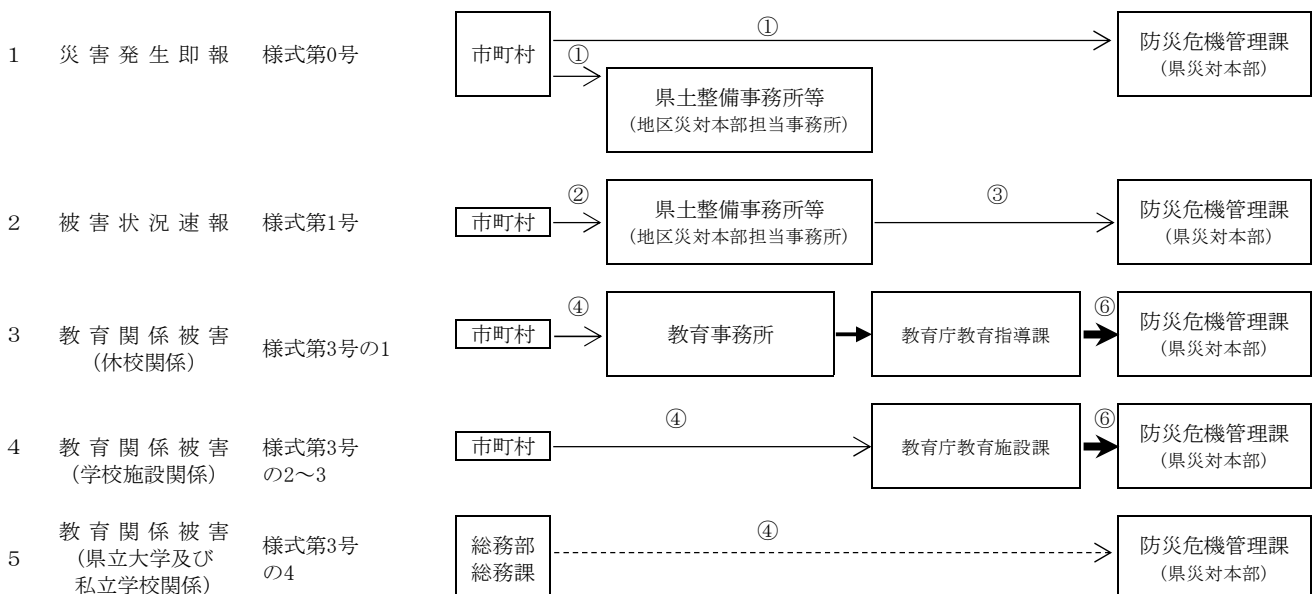 ①
1 災害発生即報 様式第0号 市町村 防災危機管理課
①
(県災対本部)
県土整備事務所等
(地区災対本部担当事務所)
② ③
2 被害状況速報 様式第1号 市町村 県土整備事務所等 防災危機管理課
(地区災対本部担当事務所) (県災対本部)
④ ⑥
3 教育関係被害 様式第3号の1 市町村 教育事務所 教育庁教育指導課 防災危機管理課
(休校関係) (県災対本部)
④ ⑥
4 教育関係被害 様式第3号 市町村 教育庁教育施設課 防災危機管理課
(学校施設関係) の2～3 (県災対本部)
④
教育関係被害 様式第3号 総務部 防災危機管理課
5 (県立大学及び の4 総務課 (県災対本部)
私立学校関係)